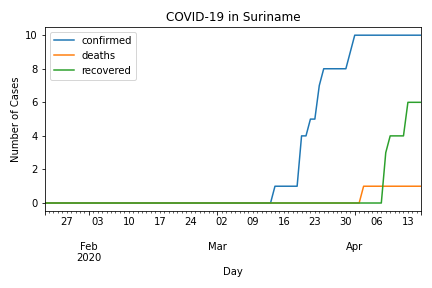 COVID-19 in Suriname
confirmed
deaths
recovered
Number of Cases
10
8
6
4
2
0
27 03 10 17 24 02 09 16 23 30 06 13
Feb Mar Apr
2020
Day